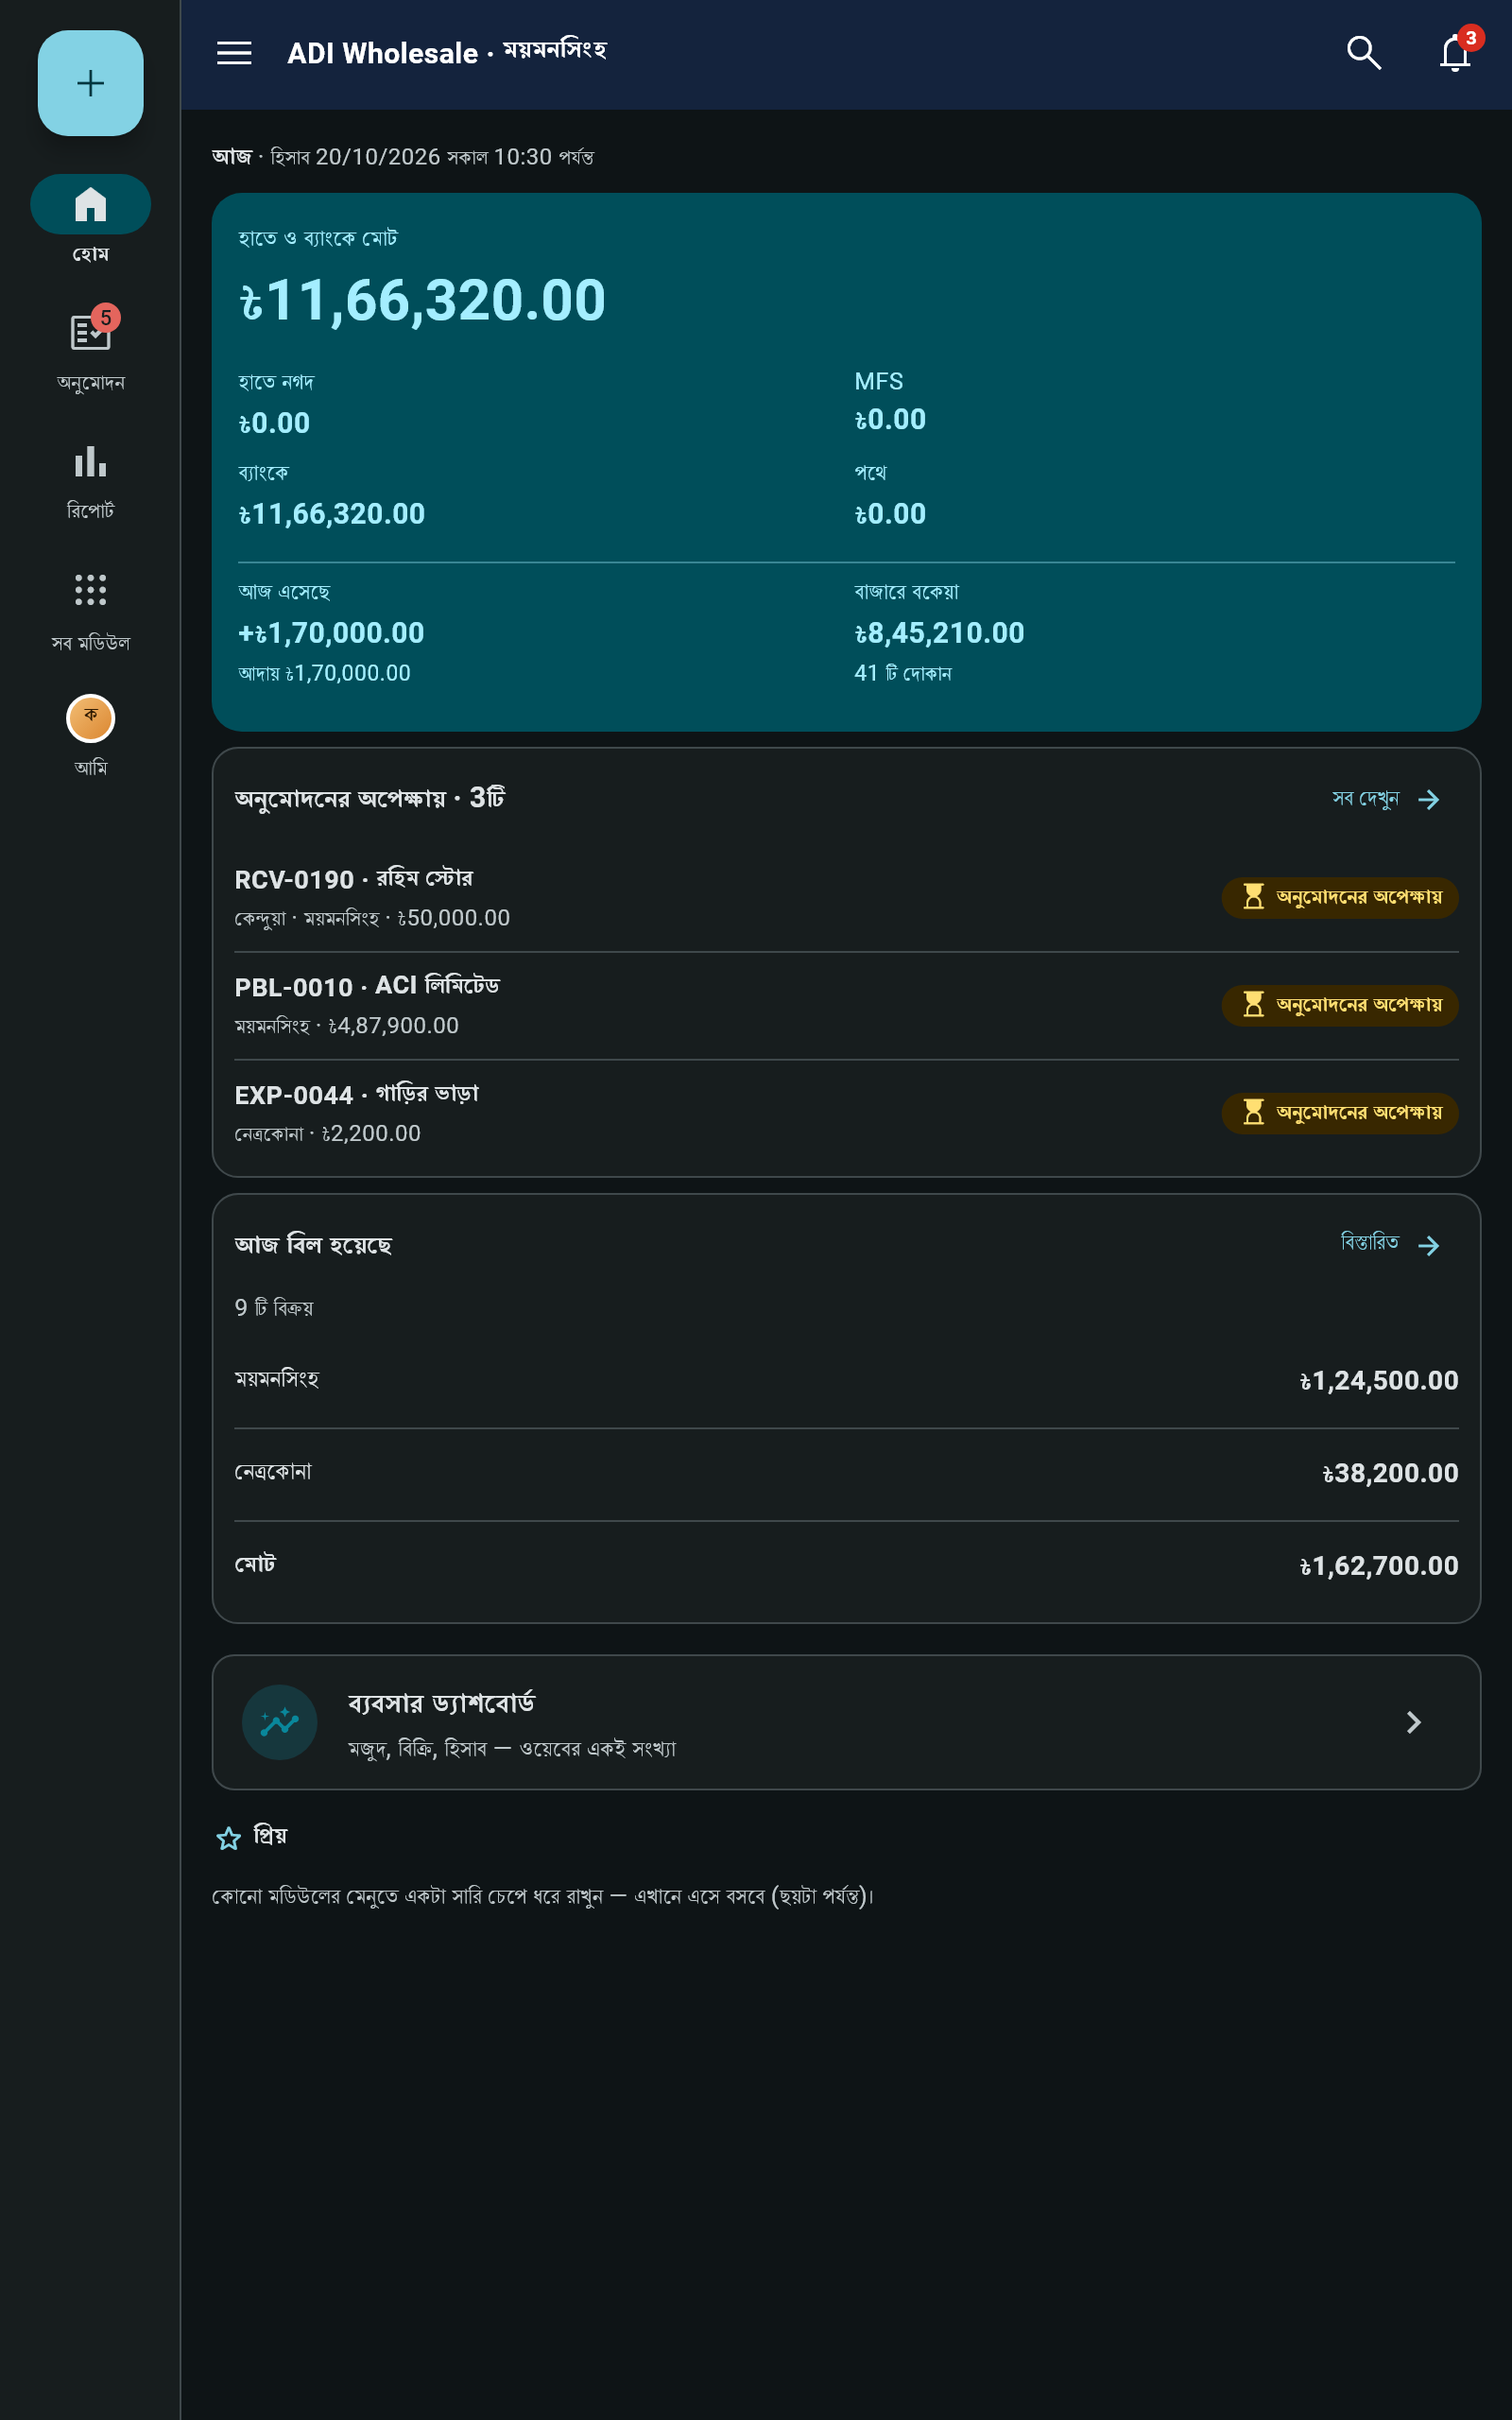 ADI Wholesale · ময়মনসিংহ
3
হোম
5
অনুমোদন
রিপোর্ট
সব মডিউল
ক
আমি
আজ · হিসাব 20/10/2026 সকাল 10:30 পর্যন্ত
হাতে ও ব্যাংকে মোট
৳11,66,320.00
হাতে নগদ
৳0.00
MFS
৳0.00
ব্যাংকে
৳11,66,320.00
পথে
৳0.00
আজ এসেছে
+৳1,70,000.00
আদায় ৳1,70,000.00
বাজারে বকেয়া
৳8,45,210.00
41 টি দোকান
অনুমোদনের অপেক্ষায় · 3টি
সব দেখুন
RCV-0190 · রহিম স্টোর
কেন্দুয়া · ময়মনসিংহ · ৳50,000.00
অনুমোদনের অপেক্ষায়
PBL-0010 · ACI লিমিটেড
ময়মনসিংহ · ৳4,87,900.00
অনুমোদনের অপেক্ষায়
EXP-0044 · গাড়ির ভাড়া
নেত্রকোনা · ৳2,200.00
অনুমোদনের অপেক্ষায়
আজ বিল হয়েছে
বিস্তারিত
9 টি বিক্রয়
ময়মনসিংহ ৳1,24,500.00
নেত্রকোনা ৳38,200.00
মোট ৳1,62,700.00
ব্যবসার ড্যাশবোর্ড
মজুদ, বিক্রি, হিসাব — ওয়েবের একই সংখ্যা
প্রিয়
কোনো মডিউলের মেনুতে একটা সারি চেপে ধরে রাখুন — এখানে এসে বসবে (ছয়টা পর্যন্ত)।